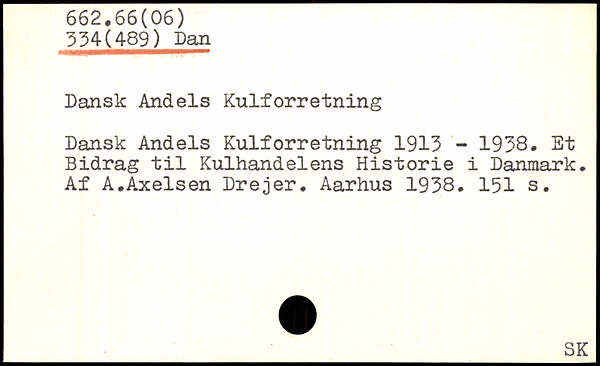 662.66(06)
334(489) Dan
Dansk Andels Kulforretning
Dansk Andels Kulforretning 1913 - 1938. Et
Bidrag til Kulhandelens Historie i Danmark.
Af A.Axelsen Drejer. Aarhus 1938. 151 s.
SK